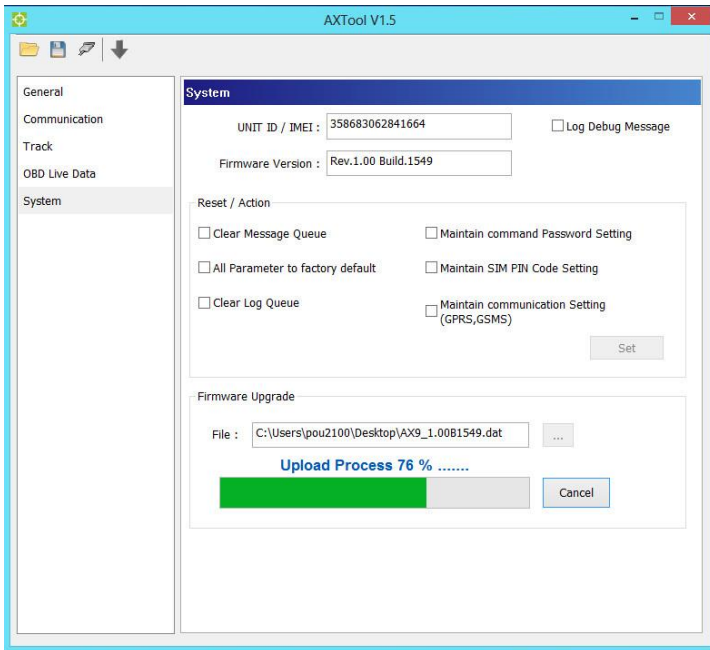 AXTool V1.5
General
Communication
Track
OBD Live Data
System
System
UNIT ID / IMEI : 358683062841664
Log Debug Message
Firmware Version : Rev.1.00 Build.1549
Reset / Action
Clear Message Queue
Maintain command Password Setting
All Parameter to factory default
Maintain SIM PIN Code Setting
Clear Log Queue
Maintain communication Setting
(GPRS,GSMS)
Set
Firmware Upgrade
File : C:\Users\pou2100\Desktop\AX9_1.00B1549.dat ...
Upload Process 76 % .......
Cancel